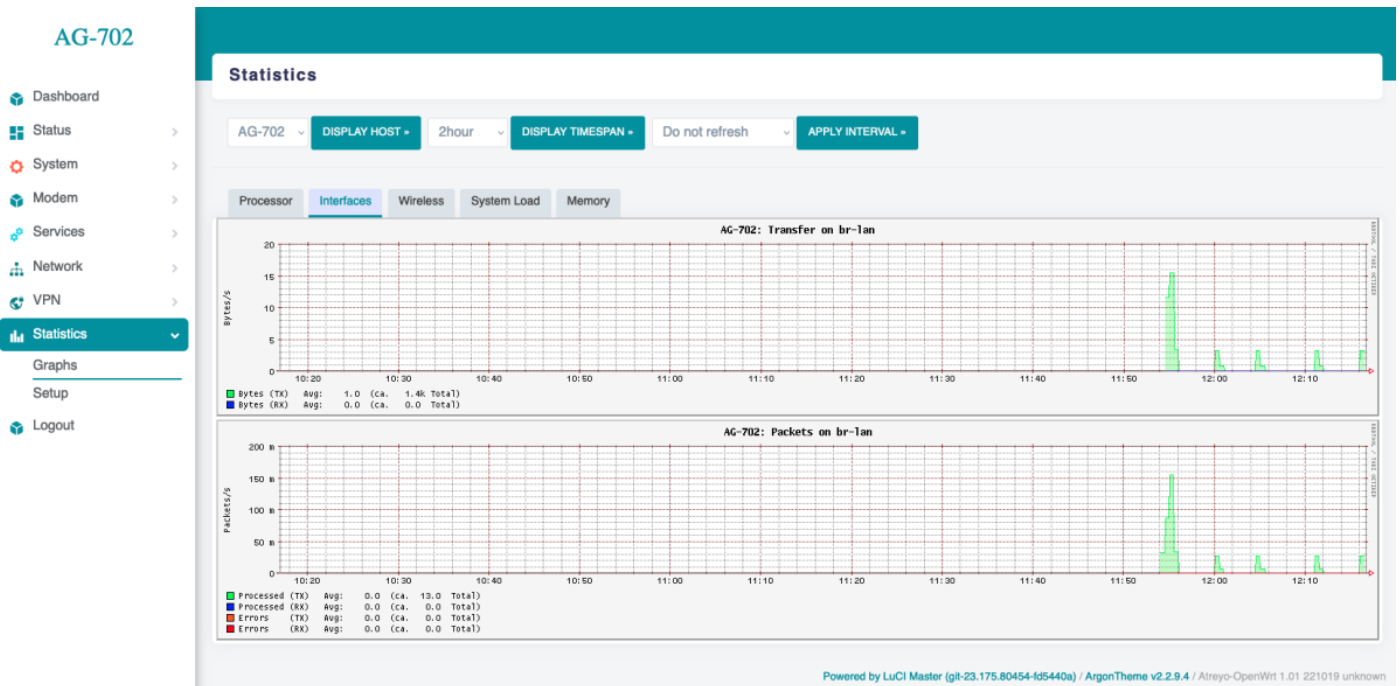 AG-702
Dashboard
Status
System
Modem
Services
Network
VPN
Statistics
Graphs
Setup
Logout
Statistics
AG-702 DISPLAY HOST » 2hour DISPLAY TIMESPAN » Do not refresh APPLY INTERVAL »
Processor Interfaces Wireless System Load Memory
AG-702: Transfer on br-lan
Bytes/s
20
15
10
5
0
10:20 10:30 10:40 10:50 11:00 11:10 11:20 11:30 11:40 11:50 12:00 12:10
Bytes (TX) Avg: 1.0 (ca. 1.4k Total)
Bytes (RX) Avg: 0.0 (ca. 0.0 Total)
RRDTOOL / TOBI OETIKER
AG-702: Packets on br-lan
Packets/s
200 m
150 m
100 m
50 m
0
10:20 10:30 10:40 10:50 11:00 11:10 11:20 11:30 11:40 11:50 12:00 12:10
Processed (TX) Avg: 0.0 (ca. 13.0 Total)
Processed (RX) Avg: 0.0 (ca. 0.0 Total)
Errors (TX) Avg: 0.0 (ca. 0.0 Total)
Errors (RX) Avg: 0.0 (ca. 0.0 Total)
RRDTOOL / TOBI OETIKER
Powered by LuCI Master (git-23.175.80454-fd5440a) / ArgonTheme v2.2.9.4 / Atreyo-OpenWrt 1.01 221019 unknown